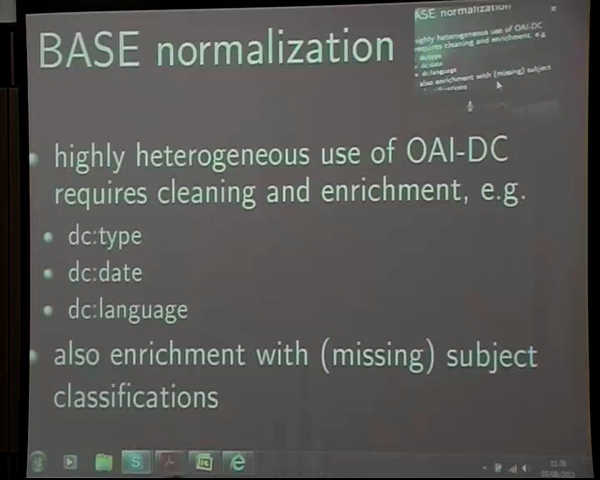 BASE normalization
highly heterogeneous use of OAI-DC
requires cleaning and enrichment, e.g.
dc:type
dc:date
dc:language
also enrichment with (missing) subject
classifications
ASE normalization
highly heterogeneous use of OAI-DC
requires cleaning and enrichment, e.g.
dc:type
dc:date
dc:language
also enrichment with (missing) subject